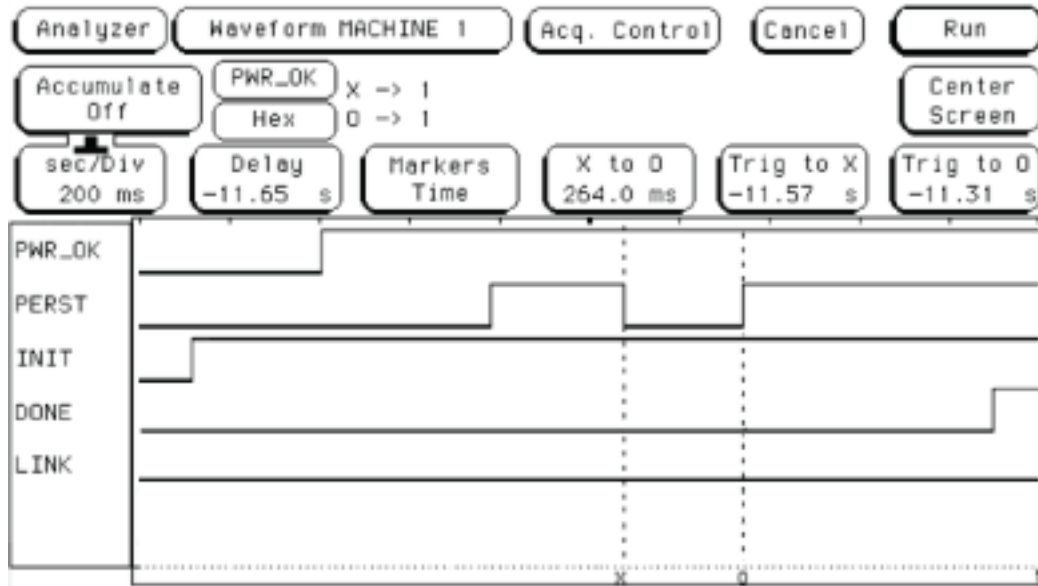 Analyzer Waveform MACHINE 1 Acq. Control Cancel Run
Accumulate Off PWR_OK X -> 1 Center Screen
Hex O -> 1
sec/Div Delay Markers X to O Trig to X Trig to O
200 ms -11.65 s Time 264.0 ms -11.57 s -11.31 s
PWR_OK
PERST
INIT
DONE
LINK
X O